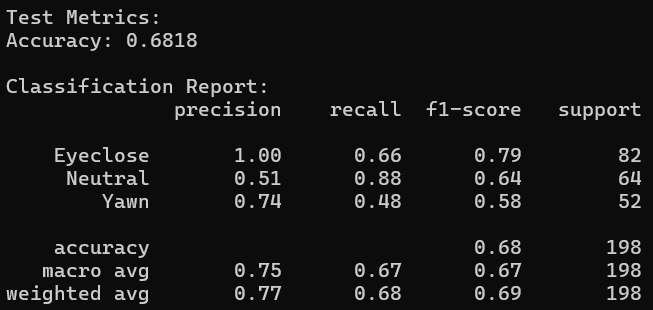 Test Metrics:
Accuracy: 0.6818
Classification Report:
precision recall f1-score support
Eyeclose 1.00 0.66 0.79 82
Neutral 0.51 0.88 0.64 64
Yawn 0.74 0.48 0.58 52
accuracy 0.68 198
macro avg 0.75 0.67 0.67 198
weighted avg 0.77 0.68 0.69 198